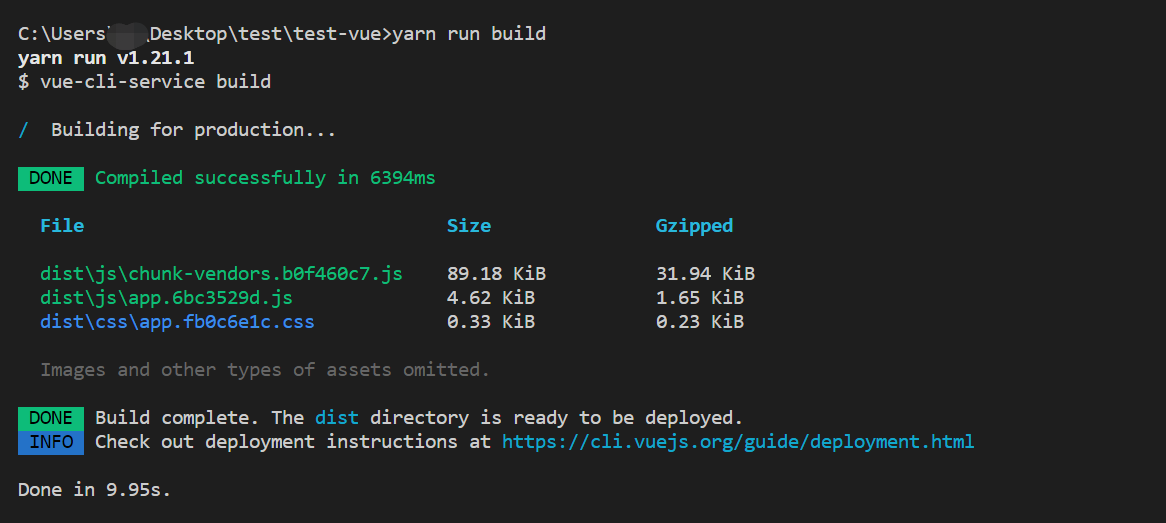 C:\Users\ \Desktop\test\test-vue>yarn run build
yarn run v1.21.1
$ vue-cli-service build
/ Building for production...
DONE Compiled successfully in 6394ms
File Size Gzipped
dist\js\chunk-vendors.b0f460c7.js 89.18 KiB 31.94 KiB
dist\js\app.6bc3529d.js 4.62 KiB 1.65 KiB
dist\css\app.fb0c6e1c.css 0.33 KiB 0.23 KiB
Images and other types of assets omitted.
DONE Build complete. The dist directory is ready to be deployed.
INFO Check out deployment instructions at https://cli.vuejs.org/guide/deployment.html
Done in 9.95s.